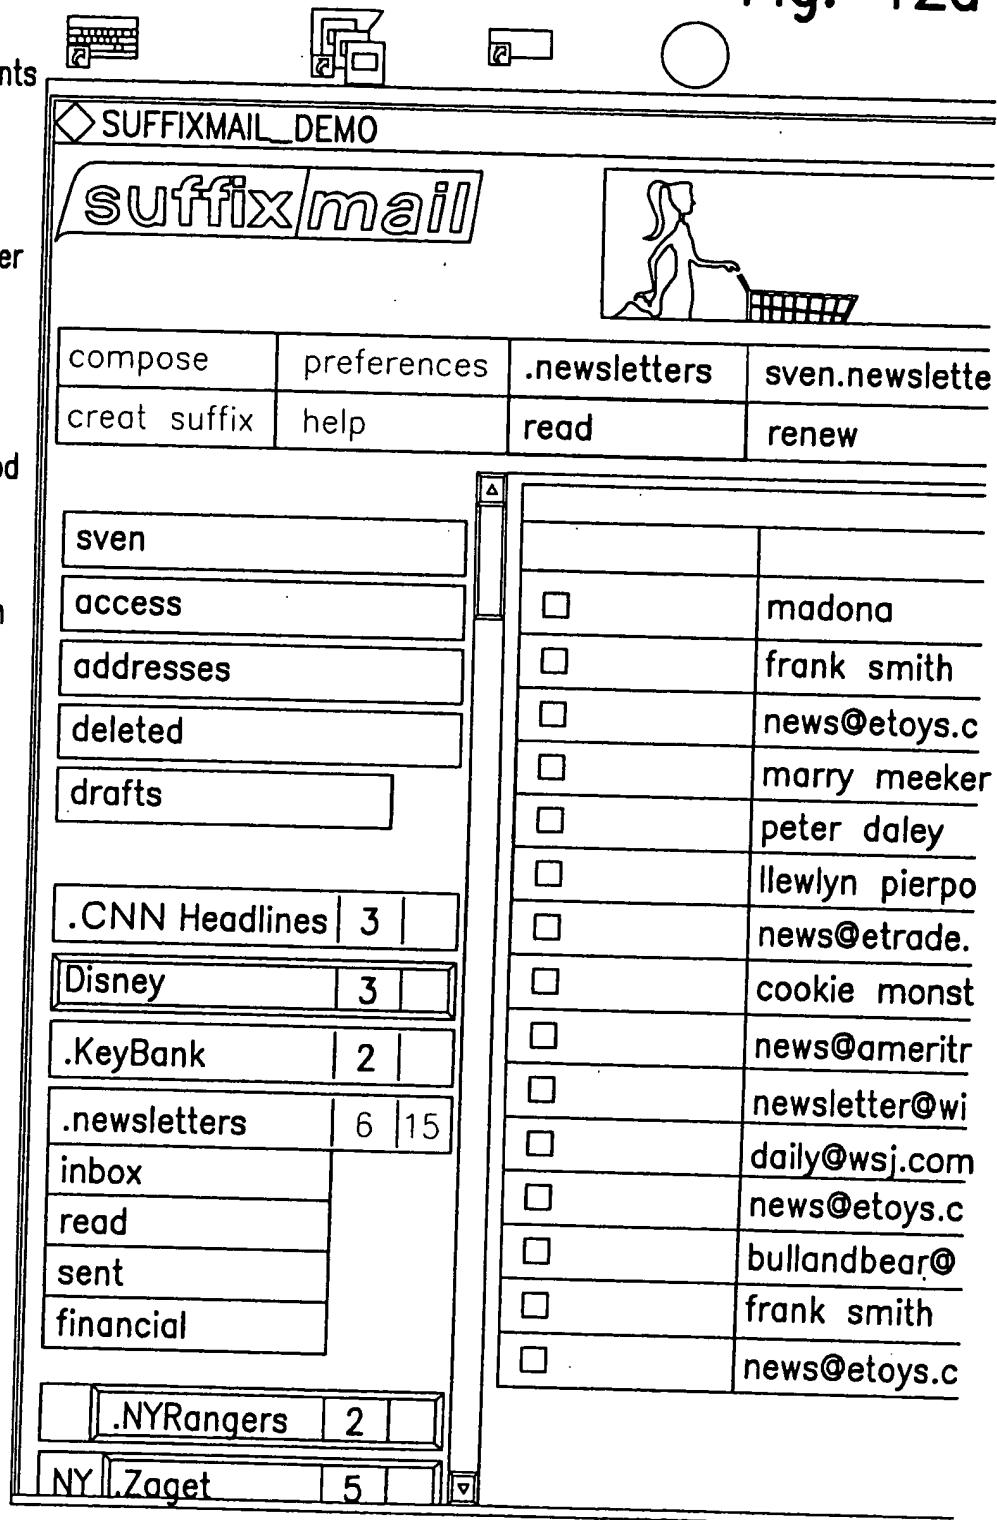 Fig. 12a
nts
SUFFIXMAIL_DEMO
suffix mail
er
compose preferences .newsletters sven.newslette
creat suffix help read renew
od
sven
access
n
addresses
deleted
drafts
.CNN Headlines 3
Disney 3
.KeyBank 2
.newsletters 6 15
inbox
read
sent
financial
.NYRangers 2
NY .Zaget 5
madona
frank smith
news@etoys.c
marry meeker
peter daley
llewlyn pierpo
news@etrade.
cookie monst
news@ameritr
newsletter@wi
daily@wsj.com
news@etoys.c
bullandbear@
frank smith
news@etoys.c